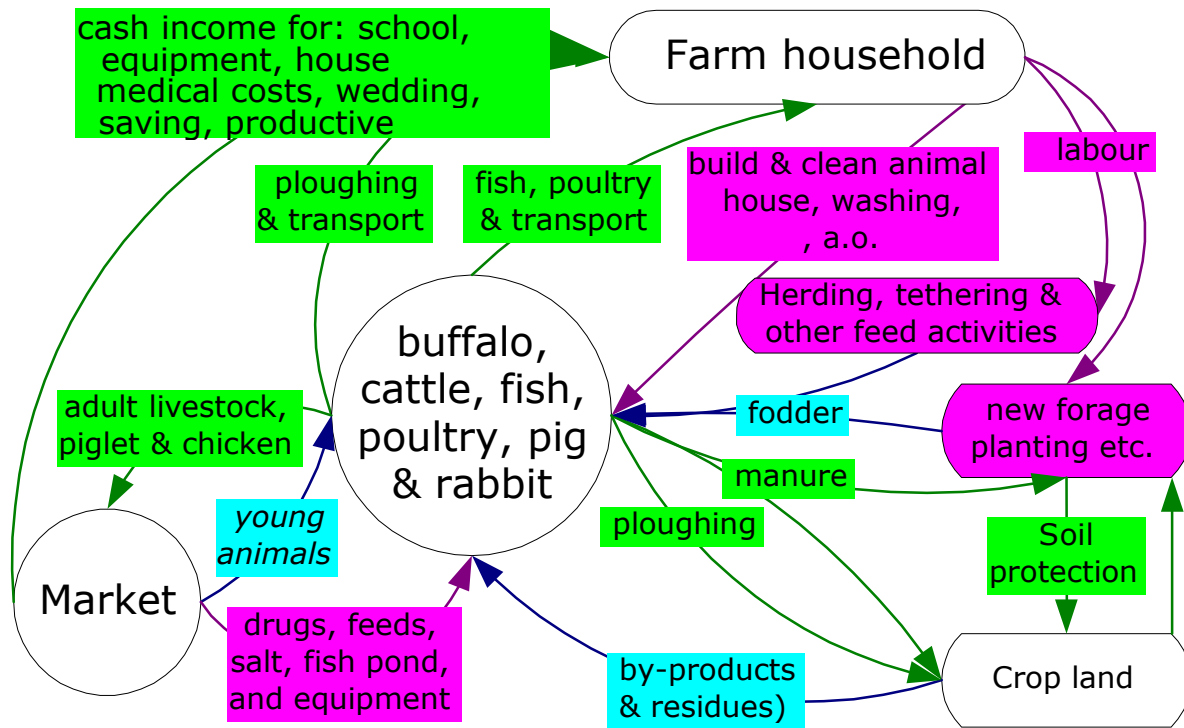 cash income for: school,
equipment, house
medical costs, wedding,
saving, productive
Farm household
ploughing
& transport
fish, poultry
& transport
build & clean animal
house, washing,
, a.o.
labour
Herding, tethering &
other feed activities
buffalo,
cattle, fish,
poultry, pig
& rabbit
adult livestock,
piglet & chicken
fodder
new forage
planting etc.
manure
ploughing
young
animals
Soil
protection
Market
drugs, feeds,
salt, fish pond,
and equipment
by-products
& residues)
Crop land